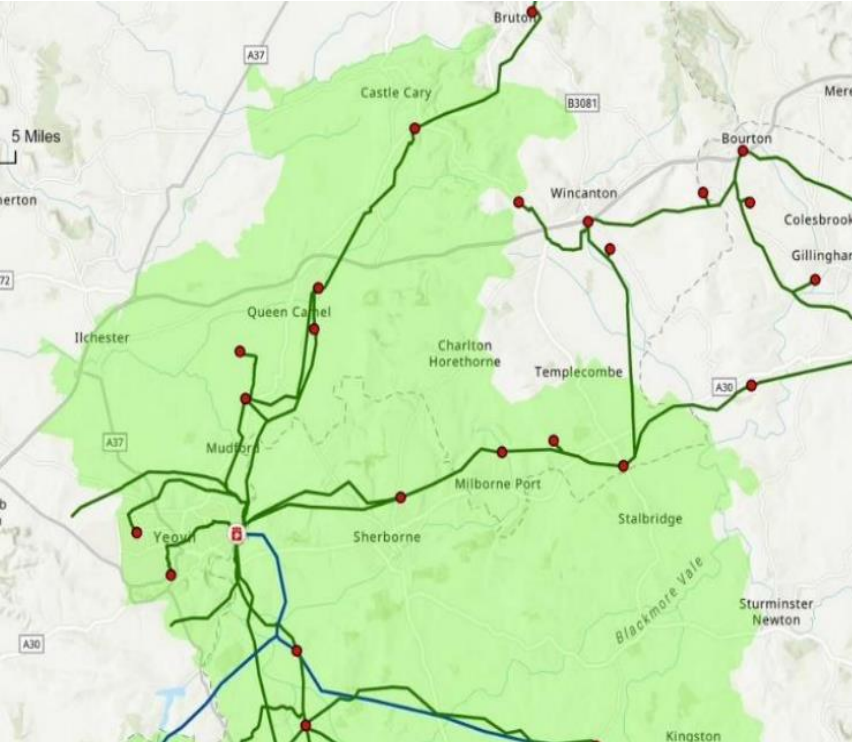 Bruton
A37
Castle Cary
B3081
Mere
5 Miles
Bourton
Wincanton
Colesbrook
Queen Camel
Ilchester
Charlton
Horethorne
Templecombe
A30
A37
Mudford
Milborne Port
Stalbridge
Yeovil
Sherborne
Blackmore Vale
Sturminster
Newton
A30
Kingston